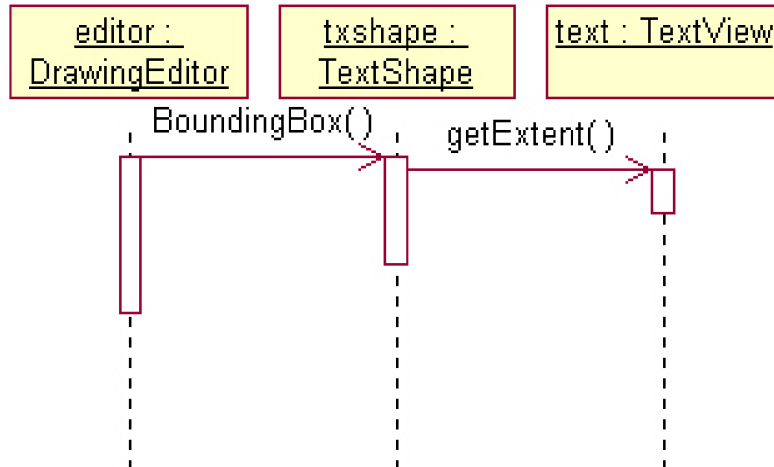 editor :
DrawingEditor
txshape :
TextShape
text : TextView
BoundingBox()
getExtent()